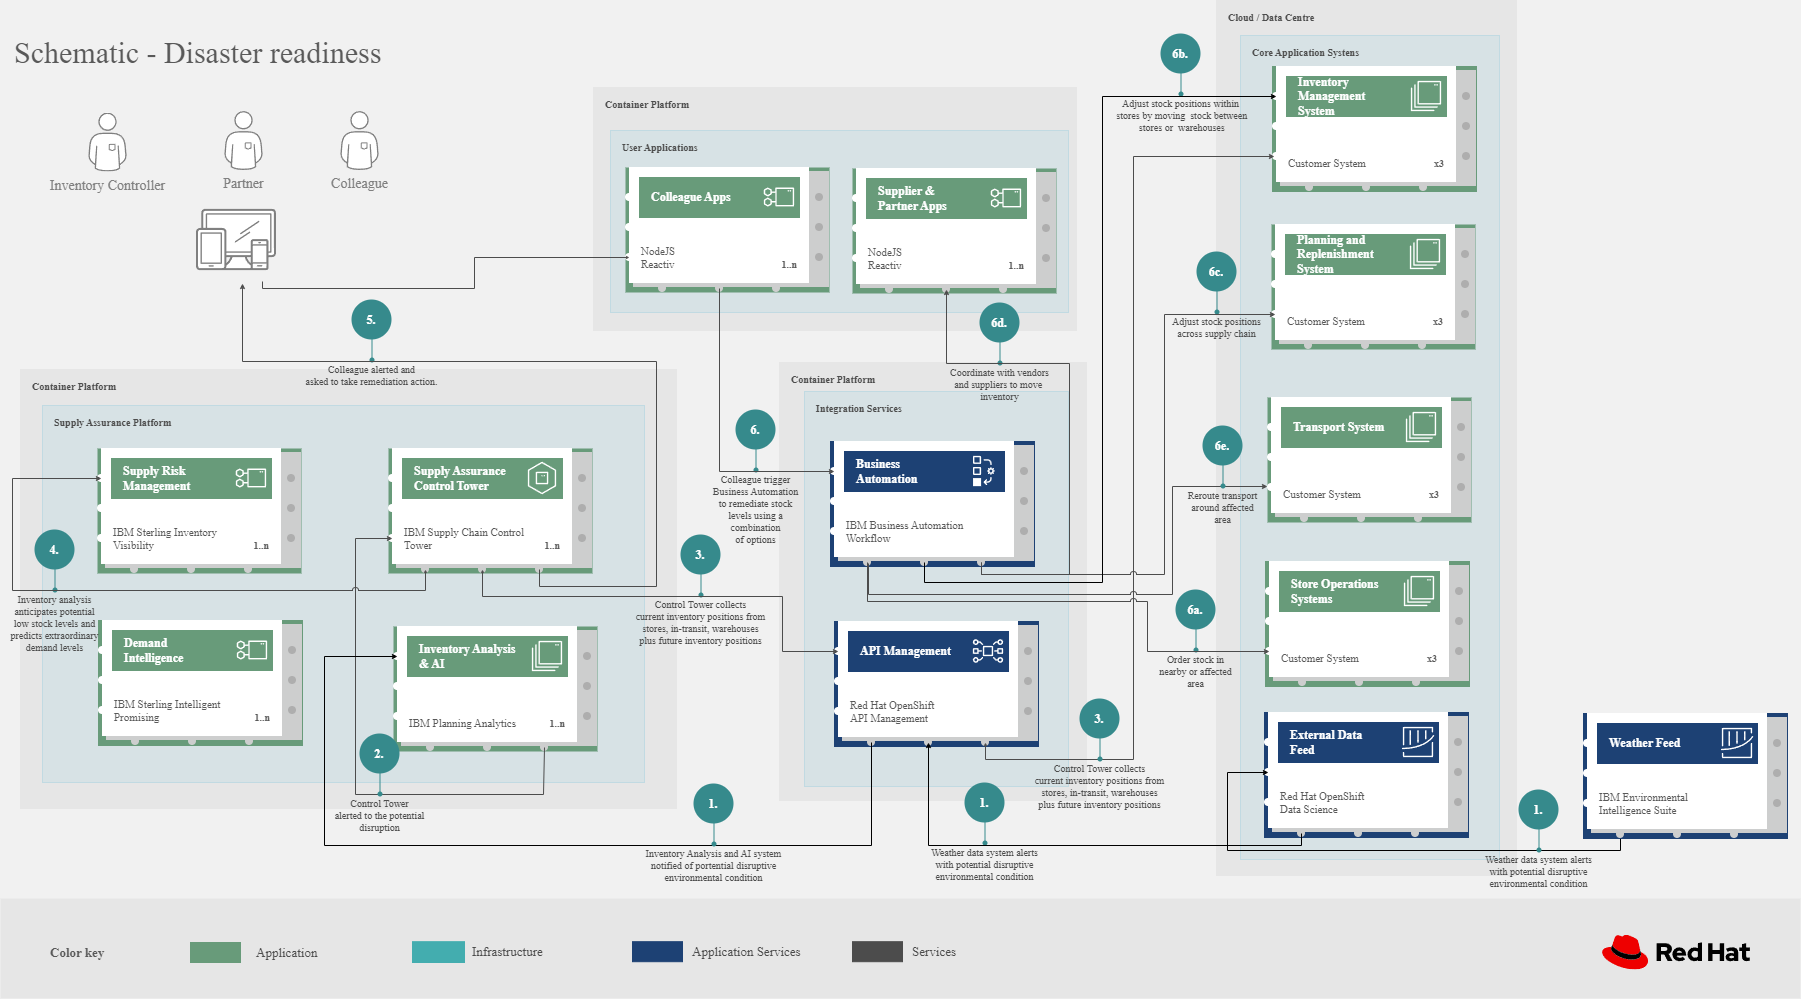 Schematic - Disaster readiness
Inventory Controller
Partner
Colleague
5.
Colleague alerted and
asked to take remediation action.
Container Platform
User Applications
Colleague Apps
NodeJS
Reactiv
1..n
Supplier &
Partner Apps
NodeJS
Reactiv
1..n
6d.
Coordinate with vendors
and suppliers to move
inventory
Container Platform
Supply Assurance Platform
Supply Risk
Management
IBM Sterling Inventory
Visibility
1..n
Supply Assurance
Control Tower
IBM Supply Chain Control
Tower
1..n
4.
Inventory analysis
anticipates potential
low stock levels and
predicts extraordinary
demand levels
Demand
Intelligence
IBM Sterling Intelligent
Promising
1..n
Inventory Analysis
& AI
IBM Planning Analytics
1..n
2.
Control Tower
alerted to the potential
disruption
6.
Colleague trigger
Business Automation
to remediate stock
levels using a
combination
of options
3.
Control Tower collects
current inventory positions from
stores, in-transit, warehouses
plus future inventory positions
1.
Inventory Analysis and AI system
notified of portential disruptive
environmental condition
Container Platform
Integration Services
Business
Automation
IBM Business Automation
Workflow
API Management
Red Hat OpenShift
API Management
1.
Weather data system alerts
with potential disruptive
environmental condition
3.
Control Tower collects
current inventory positions from
stores, in-transit, warehouses
plus future inventory positions
6b.
Adjust stock positions within
stores by moving stock between
stores or warehouses
6c.
Adjust stock positions
across supply chain
6e.
Reroute transport
around affected
area
6a.
Order stock in
nearby or affected
area
Cloud / Data Centre
Core Application Systens
Inventory
Management
System
Customer System
x3
Planning and
Replenishment
System
Customer System
x3
Transport System
Customer System
x3
Store Operations
Systems
Customer System
x3
External Data
Feed
Red Hat OpenShift
Data Science
Weather Feed
IBM Environmental
Intelligence Suite
1.
Weather data system alerts
with potential disruptive
environmental condition
Color key
Application
Infrastructure
Application Services
Services
Red Hat